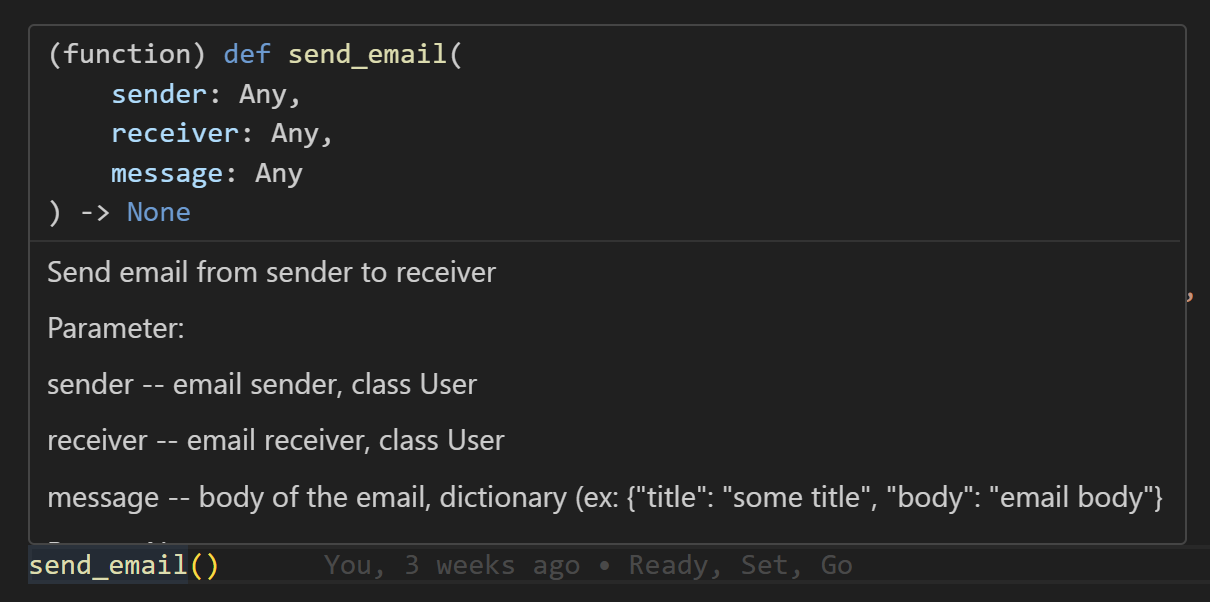 (function) def send_email(
    sender: Any,
    receiver: Any,
    message: Any
) -> None
Send email from sender to receiver
Parameter:
sender -- email sender, class User
receiver -- email receiver, class User
message -- body of the email, dictionary (ex: {"title": "some title", "body": "email body"}
send_email()    You, 3 weeks ago • Ready, Set, Go